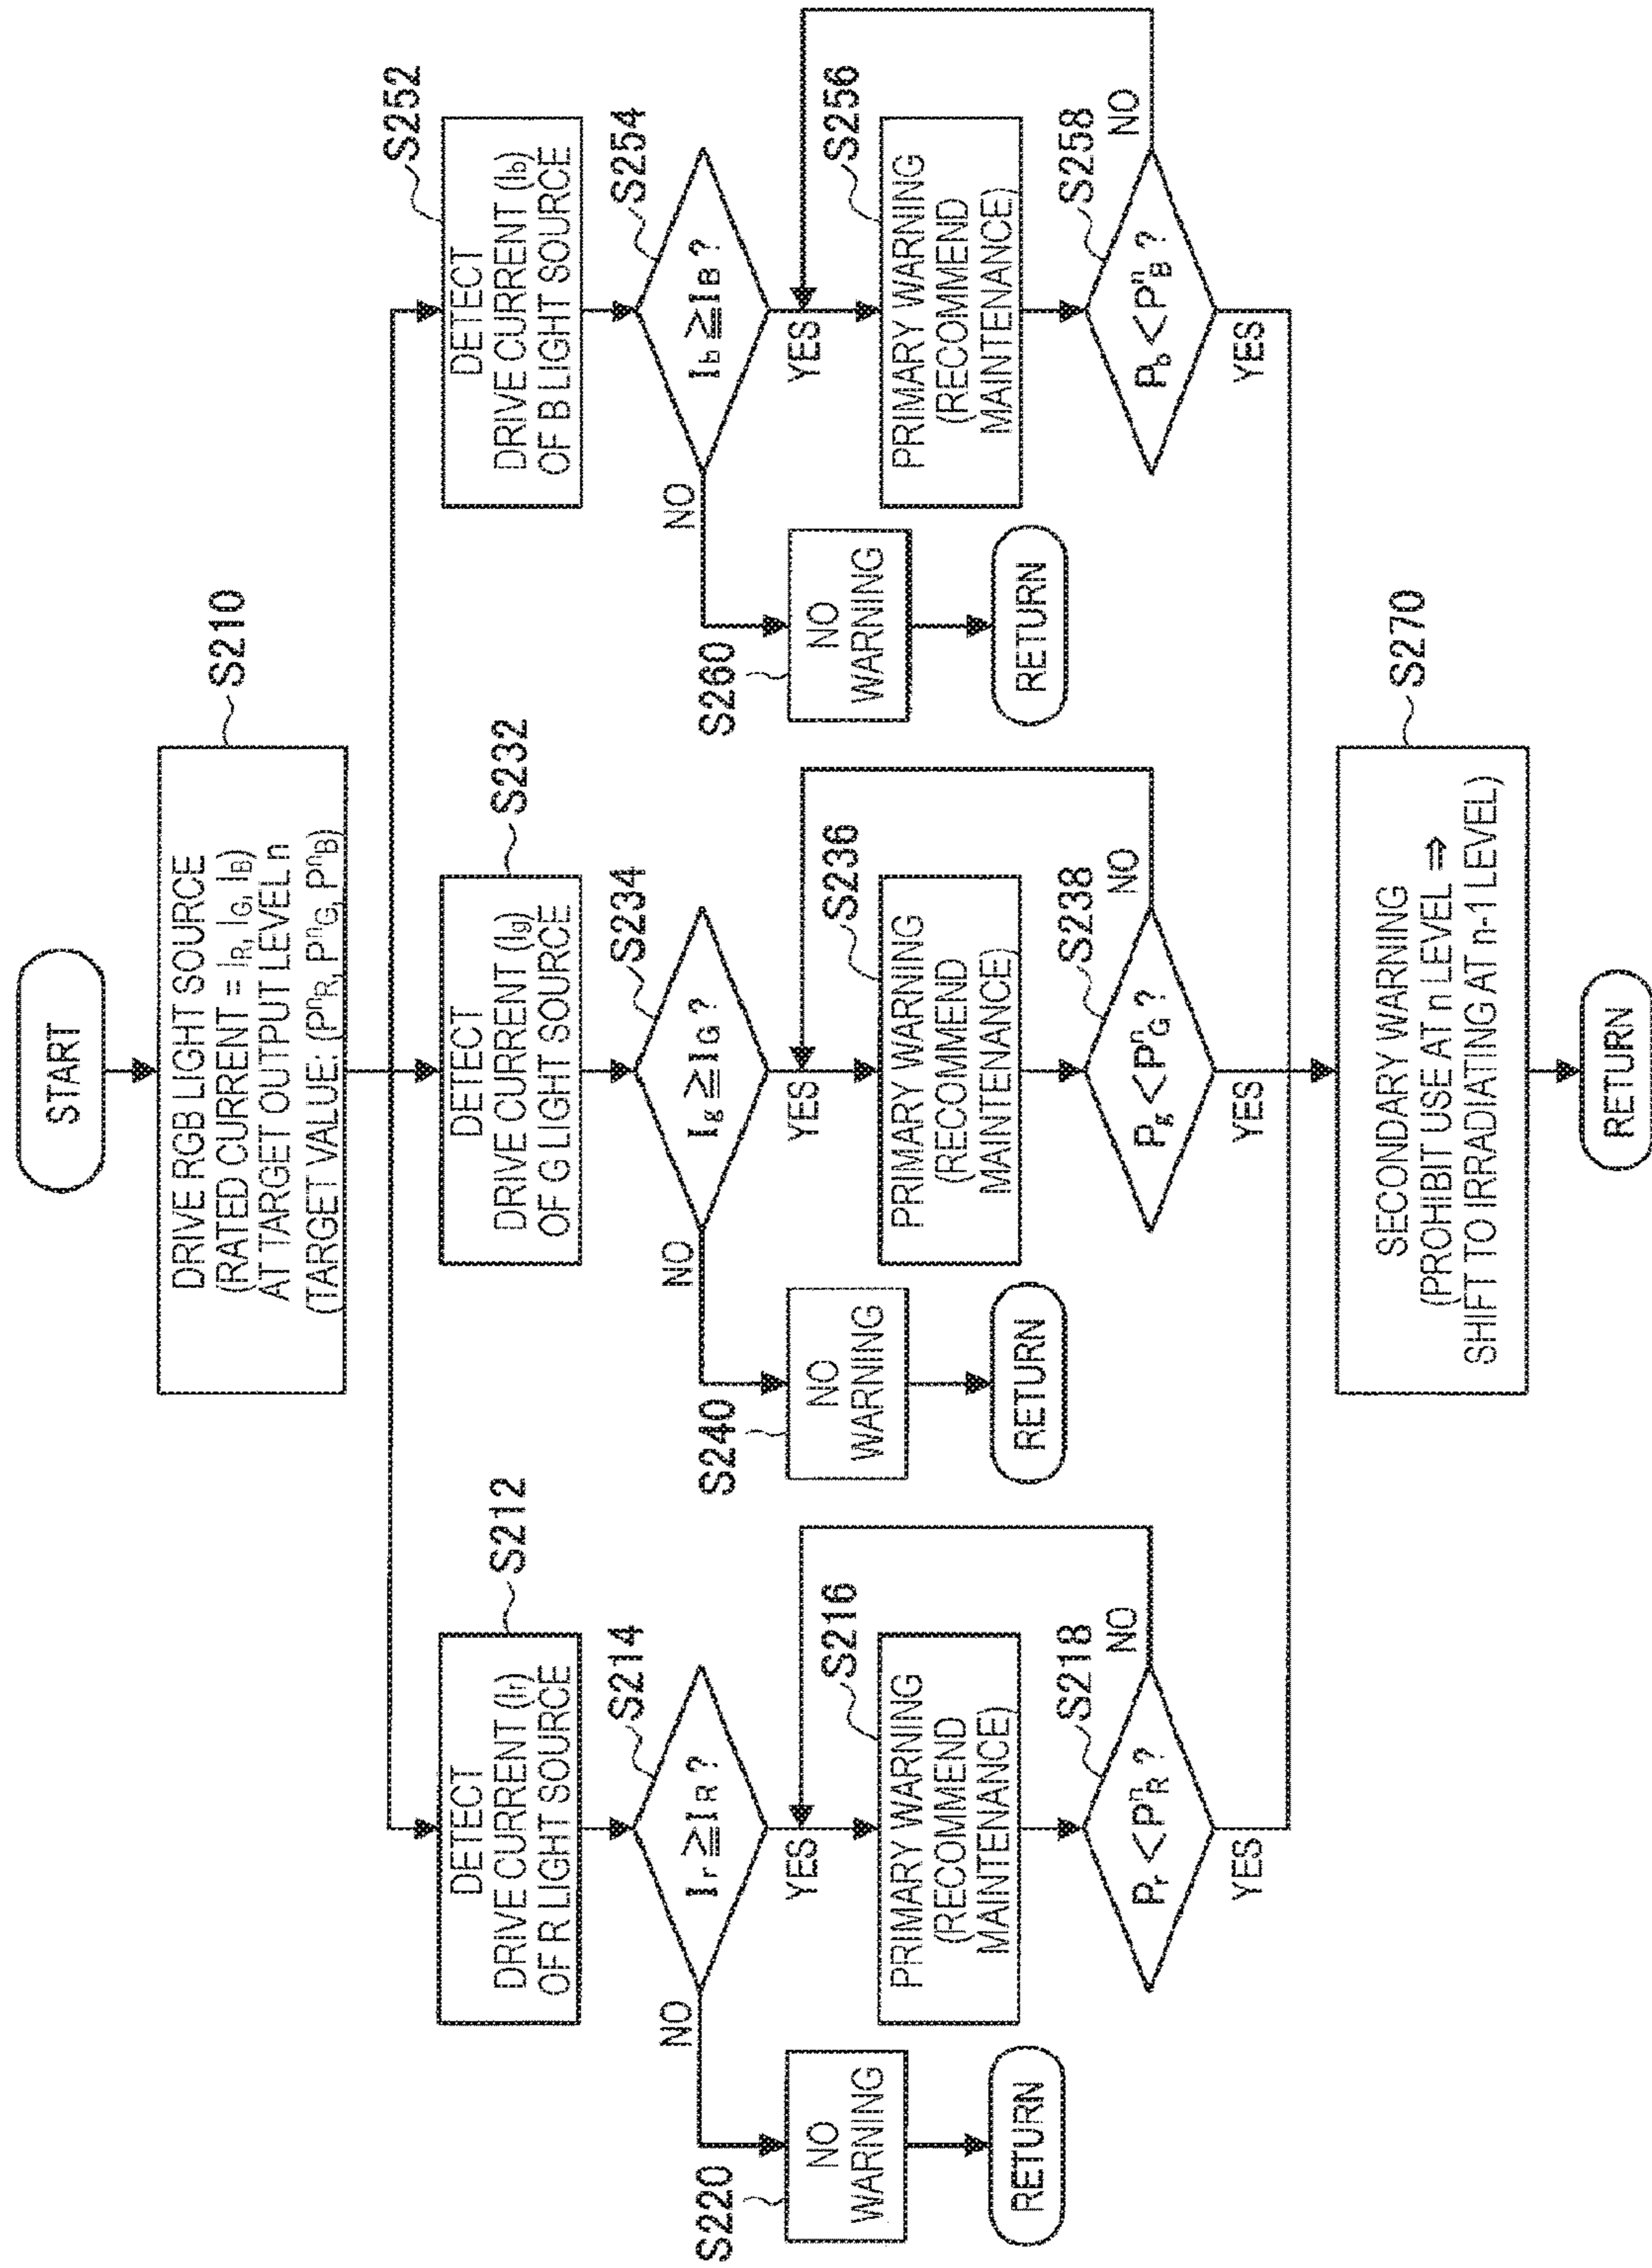 START
S210
DRIVE RGB LIGHT SOURCE
(RATED CURRENT = IR, IG, IB)
AT TARGET OUTPUT LEVEL n
(TARGET VALUE: (PⁿR, PⁿG, PⁿB)
S212
DETECT
DRIVE CURRENT (Ir)
OF R LIGHT SOURCE
S214
Ir ≧ IR ?
NO
YES
S220
NO
WARNING
RETURN
S216
PRIMARY WARNING
(RECOMMEND
MAINTENANCE)
S218
Pr < PⁿR ?
NO
YES
S232
DETECT
DRIVE CURRENT (Ig)
OF G LIGHT SOURCE
S234
Ig ≧ IG ?
NO
YES
S240
NO
WARNING
RETURN
S236
PRIMARY WARNING
(RECOMMEND
MAINTENANCE)
S238
Pg < PⁿG ?
NO
YES
S252
DETECT
DRIVE CURRENT (Ib)
OF B LIGHT SOURCE
S254
Ib ≧ IB ?
NO
YES
S260
NO
WARNING
RETURN
S256
PRIMARY WARNING
(RECOMMEND
MAINTENANCE)
S258
Pb < PⁿB ?
NO
YES
S270
SECONDARY WARNING
(PROHIBIT USE AT n LEVEL ⇒
SHIFT TO IRRADIATING AT n-1 LEVEL)
RETURN